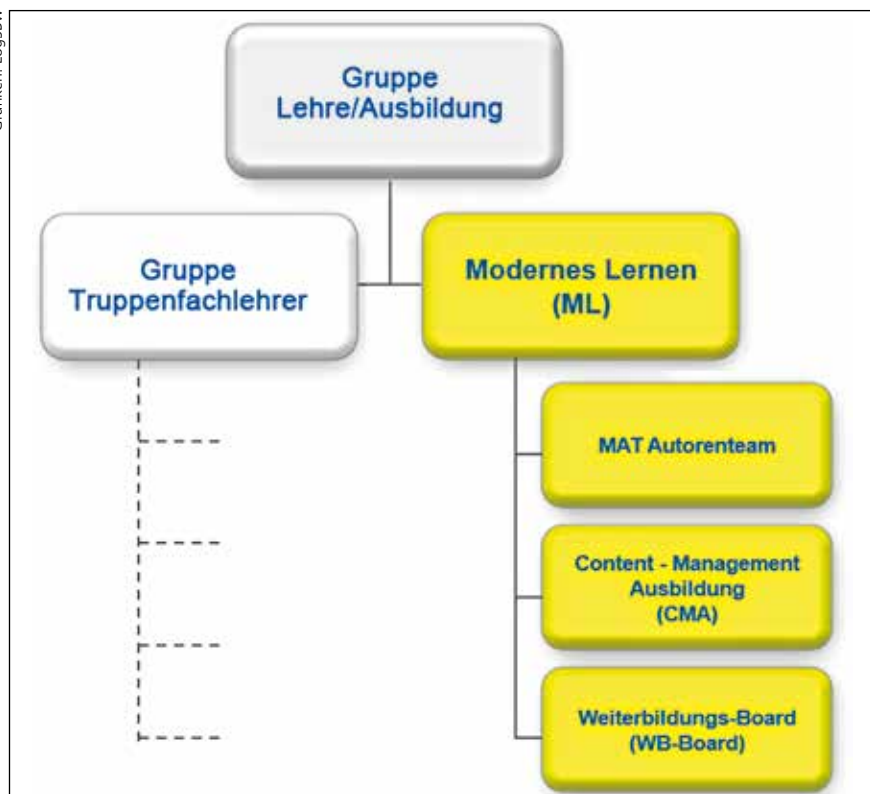 Gruppe
Lehre/Ausbildung
Gruppe
Truppenfachlehrer
Modernes Lernen
(ML)
MAT Autorenteam
Content - Management
Ausbildung
(CMA)
Weiterbildungs-Board
(WB-Board)